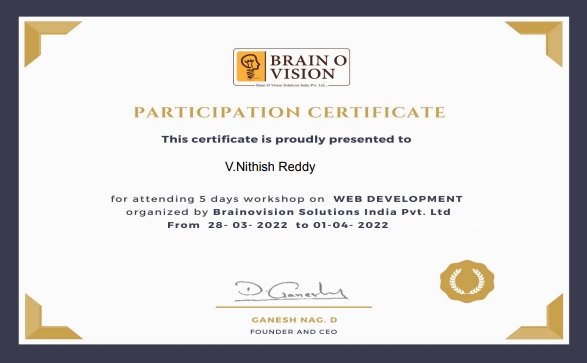 BRAIN O
VISION
Brain O Vision Solutions India Pvt. Ltd.,
PARTICIPATION CERTIFICATE
This certificate is proudly presented to
V.Nithish Reddy
for attending 5 days workshop on WEB DEVELOPMENT
organized by Brainovision Solutions India Pvt. Ltd
From 28- 03- 2022 to 01-04- 2022
D. Ganesh
GANESH NAG. D
FOUNDER AND CEO